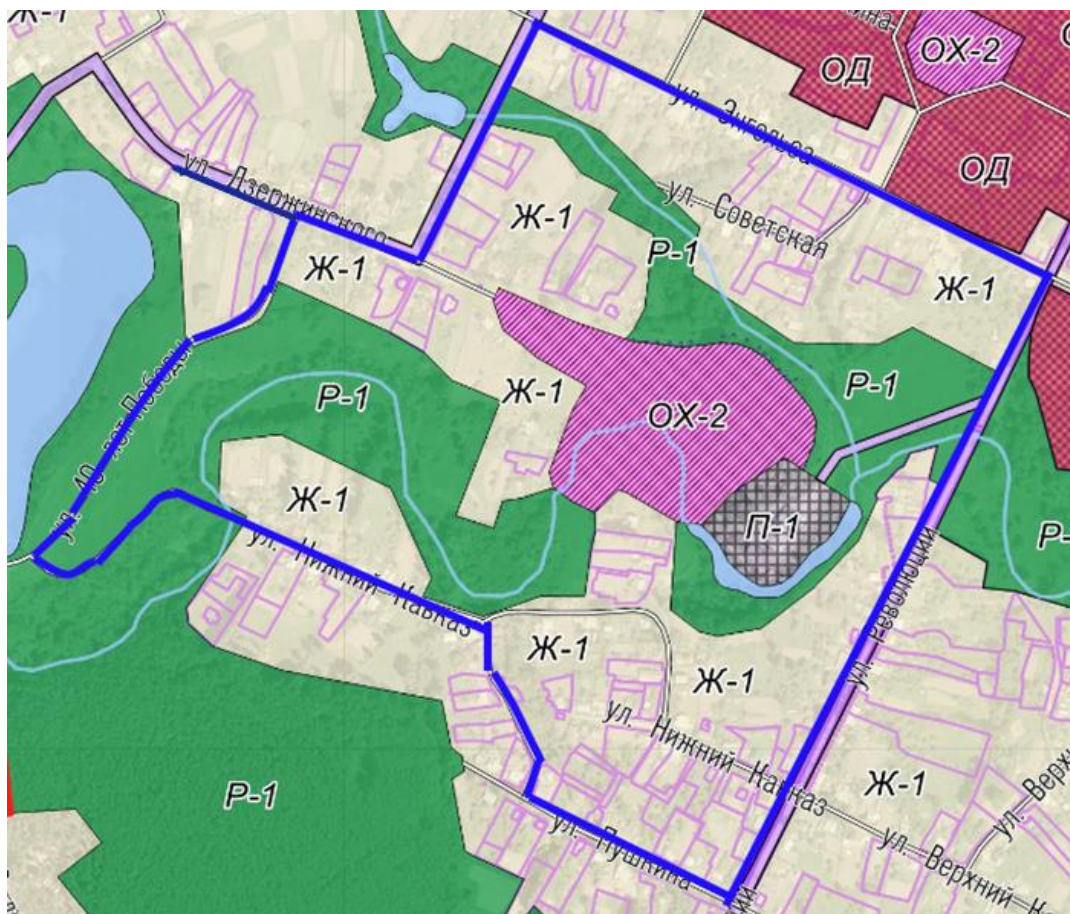 Ж-1
ОХ-2
ОД
ул. Энгельса
ОД
ул. Дзержинского
ул. Советская
Ж-1
Р-1
Ж-1
Ж-1
Р-1
Ж-1
Р-1
ОХ-2
ул. 40 лет Победы
Ж-1
П-1
ул. Нижний Кавказ
ул. Революции
Ж-1
Ж-1
ул. Нижний Кавказ
Ж-1
Р-1
ул. Пушкина
ул. Верхний